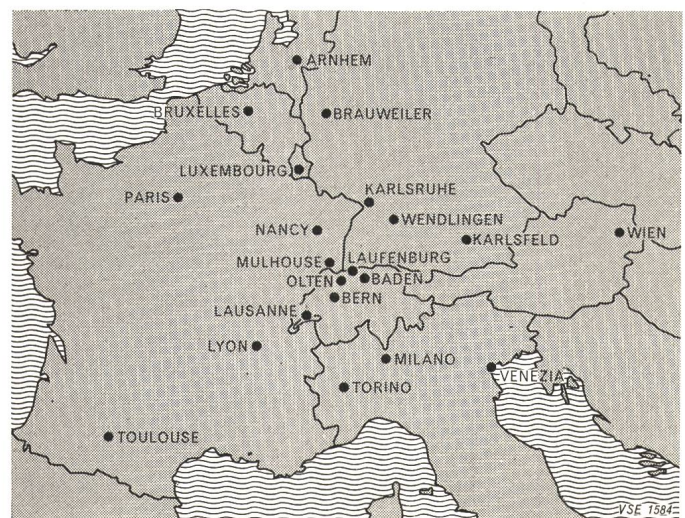 ARNHEM
BRUXELLES
BRAUWEILER
LUXEMBOURG
PARIS
KARLSRUHE
WENDLINGEN
NANCY
KARLSFELD
WIEN
MULHOUSE
LAUFENBURG
OLTEN
BADEN
BERN
LAUSANNE
LYON
MILANO
VENEZIA
TORINO
TOULOUSE
VSE 1584